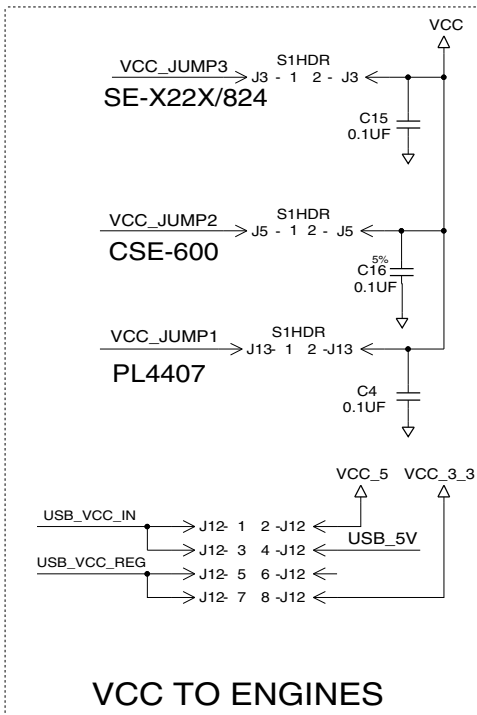 VCC
S1HDR
VCC_JUMP3
J3 - 1 2 - J3
SE-X22X/824
C15
0.1UF
S1HDR
VCC_JUMP2
J5 - 1 2 - J5
CSE-600
5%
C16
0.1UF
S1HDR
VCC_JUMP1
J13- 1 2 -J13
PL4407
C4
0.1UF
VCC_5 VCC_3_3
USB_VCC_IN
J12- 1 2 -J12
J12- 3 4 -J12 USB_5V
USB_VCC_REG
J12- 5 6 -J12
J12- 7 8 -J12
VCC TO ENGINES